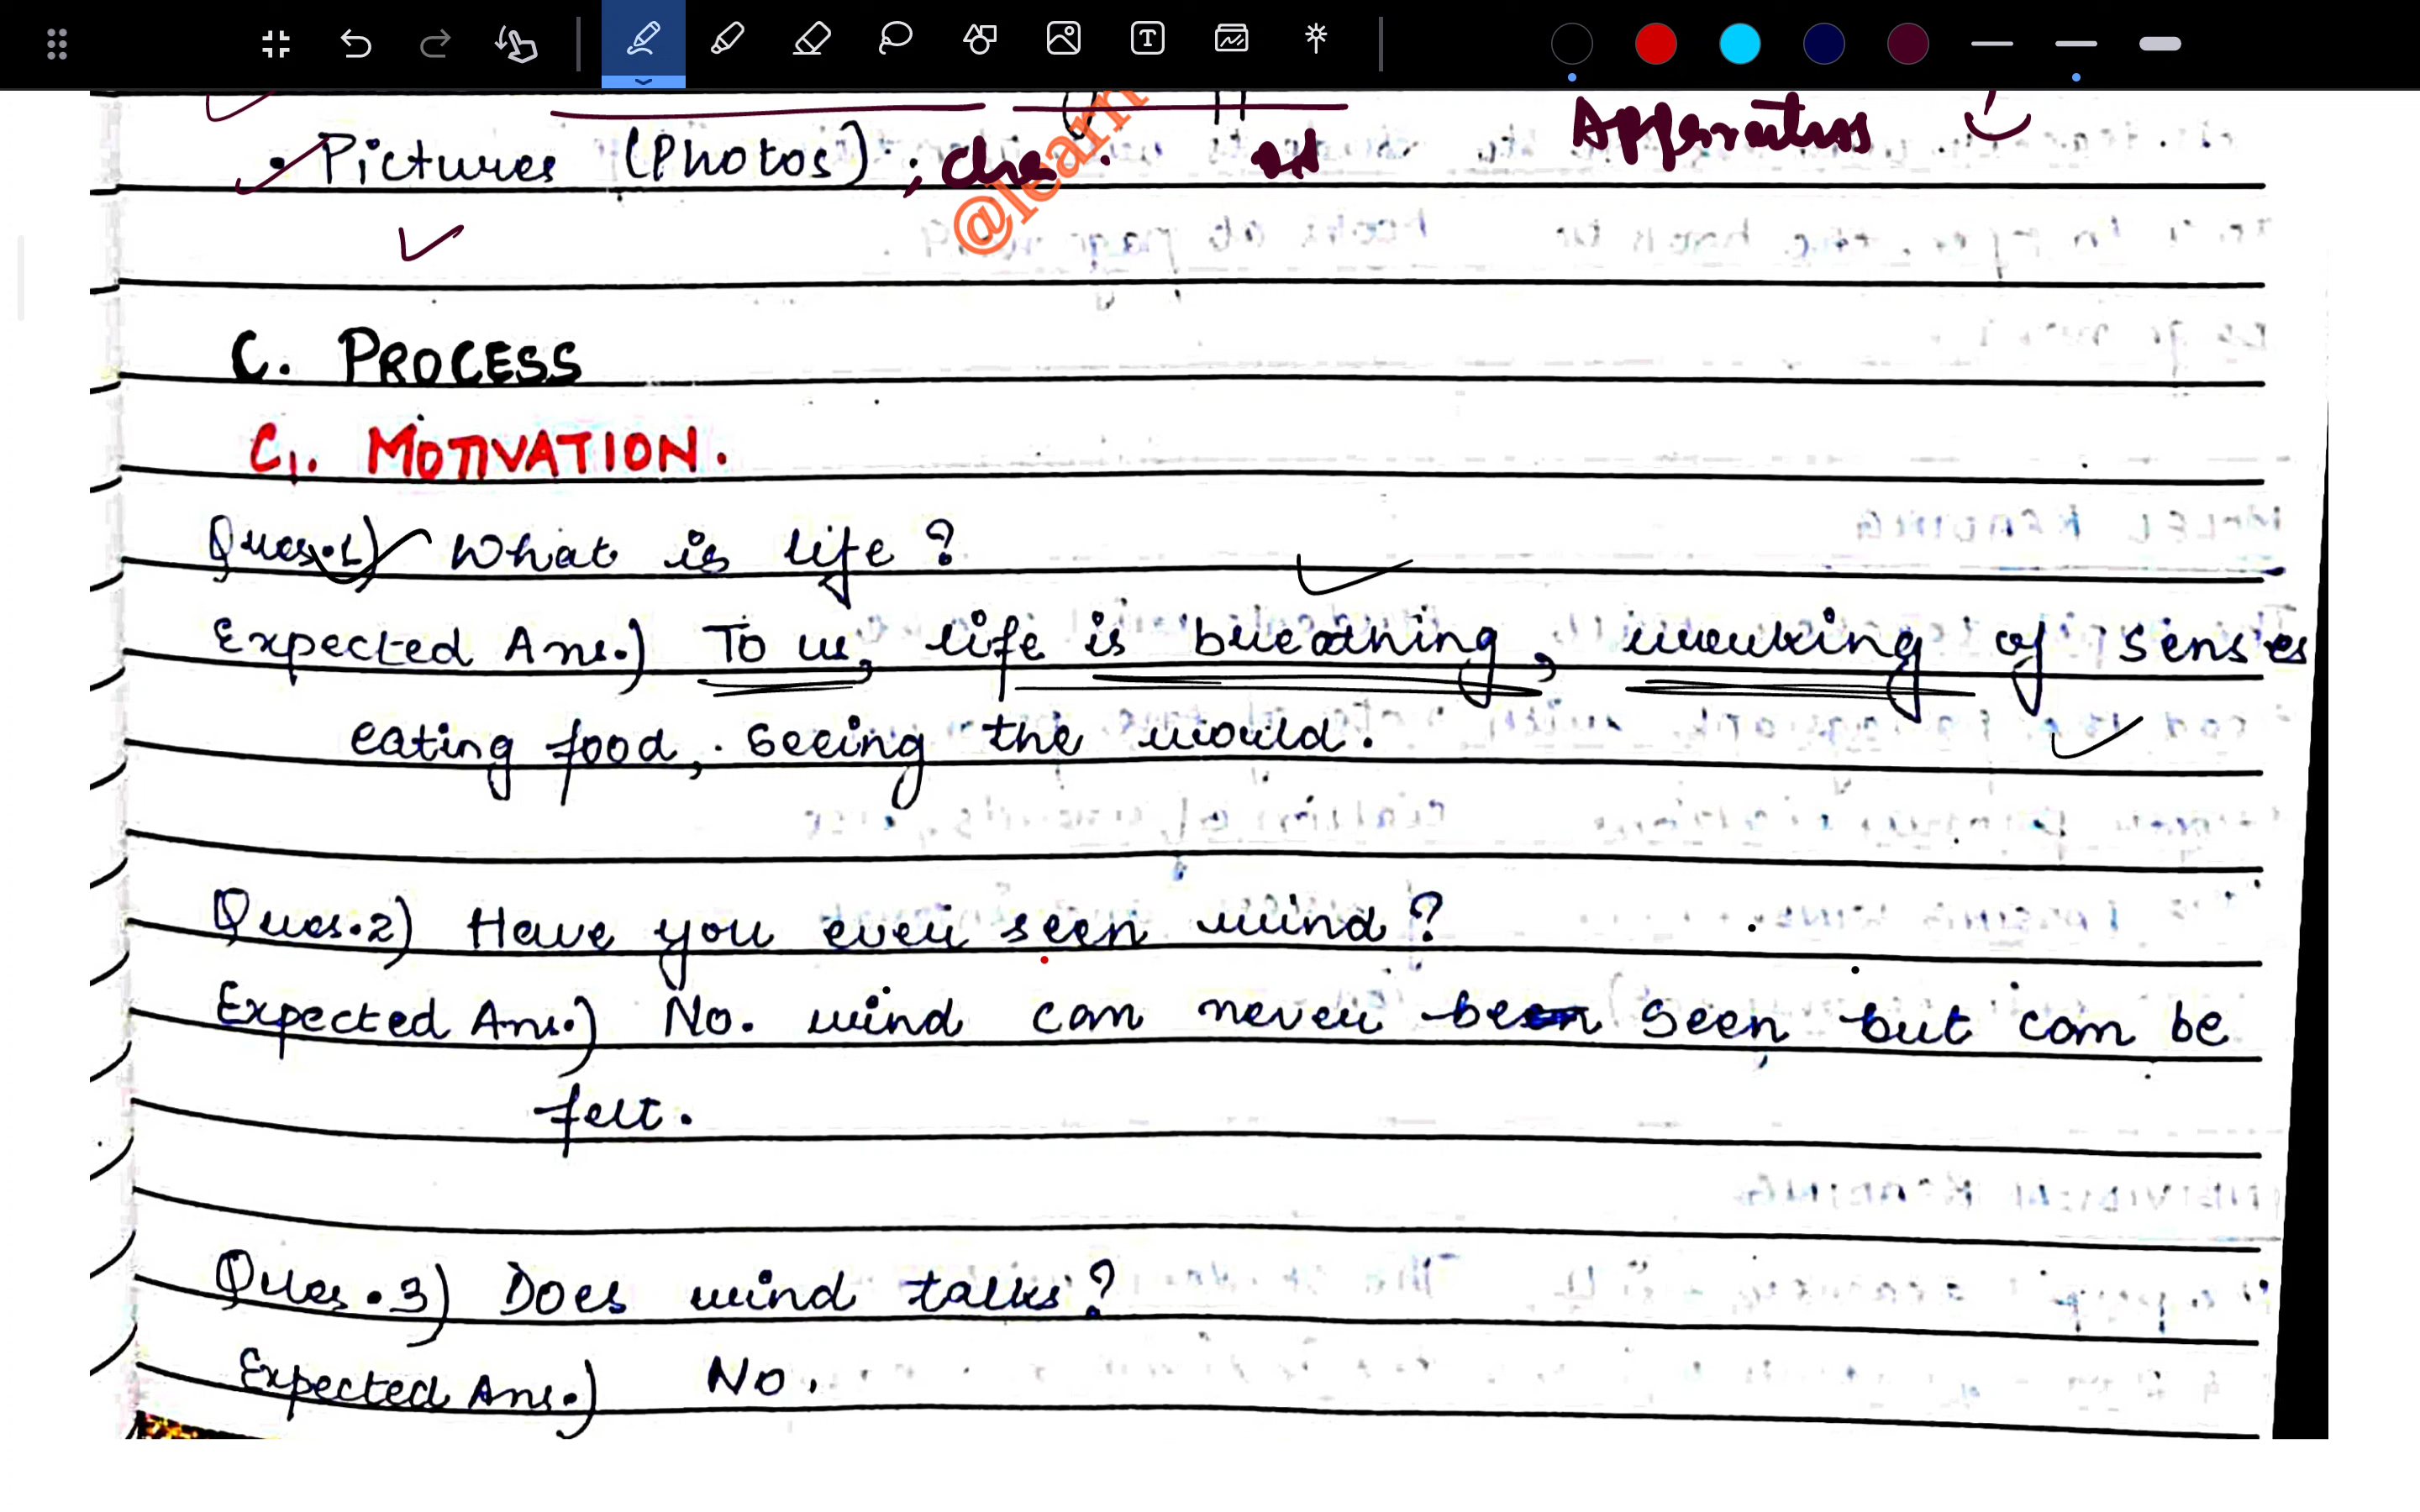 Apparatus
• Pictures (Photos) ;
@learn
C. PROCESS
C1. MOTIVATION.
Ques.1) What is life?
Expected Ans.) To us, life is breathing, working of senses
eating food, seeing the world.
Ques.2) Have you ever seen wind?
Expected Ans.) No. wind can never be seen but can be
felt.
Ques.3) Does wind talks?
Expected Ans.) No.